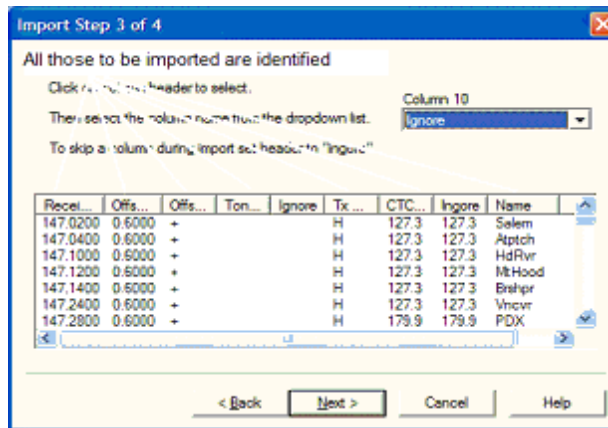 Import Step 3 of 4
All those to be imported are identified
Click header to select.
Column 10
Then select the column name from the dropdown list.
Ignore
To skip a column during import set header to "Ingore"
Recei... Offs... Offs... Ton... Ignore Tx ... CTC... Ingore Name
147.0200 0.6000 + H 127.3 127.3 Salem
147.0400 0.6000 + H 127.3 127.3 Atptch
147.1000 0.6000 + H 127.3 127.3 HdRvr
147.1200 0.6000 + H 127.3 127.3 MtHood
147.1400 0.6000 + H 127.3 127.3 Brshpr
147.2400 0.6000 + H 127.3 127.3 Vncvr
147.2800 0.6000 + H 179.9 179.9 PDX
< Back Next > Cancel Help